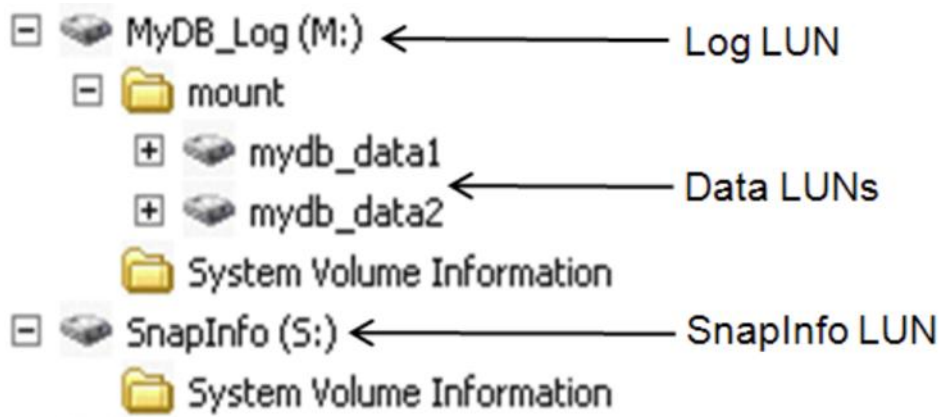 MyDB_Log (M:) Log LUN
mount
mydb_data1
Data LUNs
mydb_data2
System Volume Information
SnapInfo (S:) SnapInfo LUN
System Volume Information